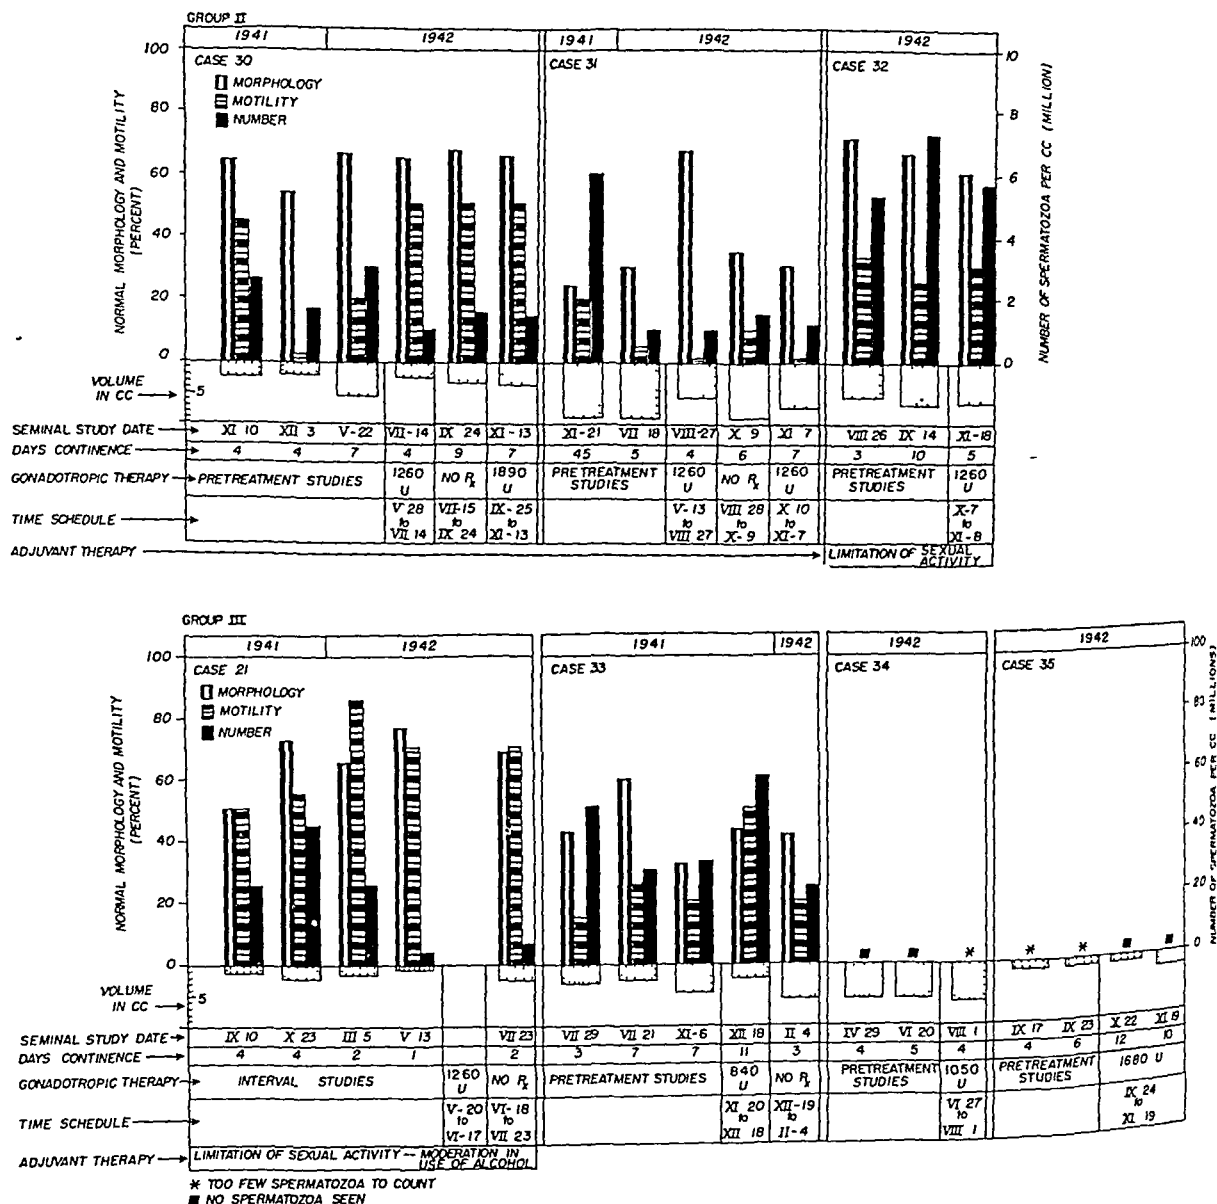 GROUP II
1941 1942 1941 1942 1942
100 10
CASE 30 CASE 31 CASE 32
MORPHOLOGY
MOTILITY
NUMBER
80 8
60 6
40 4
20 2
0 0
NORMAL MORPHOLOGY AND MOTILITY
(PERCENT)
NUMBER OF SPERMATOZOA PER CC (MILLION)
VOLUME
IN CC
5
SEMINAL STUDY DATE XI 10 XII 3 V-22 VII-14 IX 24 XI-13 XI-21 VII 18 VIII-27 X 9 XI 7 VIII 26 IX 14 XI-18
DAYS CONTINENCE 4 4 7 4 9 7 45 5 4 6 7 3 10 5
GONADOTROPIC THERAPY PRETREATMENT STUDIES 1260 U NO Rx 1890 U PRETREATMENT STUDIES 1260 U NO Rx 1260 U PRETREATMENT STUDIES 1260 U
TIME SCHEDULE V 28 to VII 14 VII-15 to IX 24 IX-25 to XI-13 V-13 to VIII 27 VIII 28 to X-9 X 10 to XI-7 X-7 to XI-8
ADJUVANT THERAPY LIMITATION OF SEXUAL ACTIVITY
GROUP III
1941 1942 1941 1942 1942 1942
100 100
CASE 21 CASE 33 CASE 34 CASE 35
MORPHOLOGY
MOTILITY
NUMBER
80 80
60 60
40 40
20 20
0 0
NORMAL MORPHOLOGY AND MOTILITY
(PERCENT)
NUMBER OF SPERMATOZOA PER CC (MILLIONS)
VOLUME
IN CC
5
SEMINAL STUDY DATE IX 10 X 23 III 5 V 13 VII 23 VII 29 VII 21 XI-6 XII 18 II 4 IV 29 VI 20 VIII 1 IX 17 IX 23 X 22 XI 19
DAYS CONTINENCE 4 4 2 1 2 3 7 7 11 3 4 5 4 4 6 12 10
GONADOTROPIC THERAPY INTERVAL STUDIES 1260 U NO Rx PRETREATMENT STUDIES 840 U NO Rx PRETREATMENT STUDIES 1050 U PRETREATMENT STUDIES 1680 U
TIME SCHEDULE V-20 to VI-17 VI-18 to VII 23 XI 20 to XII 18 XII-19 to II-4 VI 27 to VIII 1 IX 24 to XI 19
ADJUVANT THERAPY LIMITATION OF SEXUAL ACTIVITY — MODERATION IN USE OF ALCOHOL
* TOO FEW SPERMATOZOA TO COUNT
■ NO SPERMATOZOA SEEN